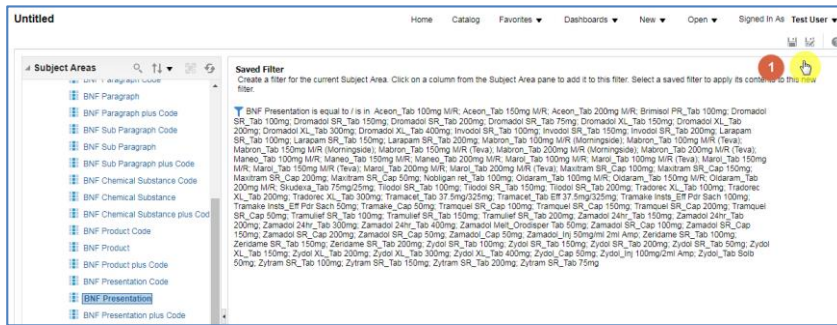 Untitled
Home Catalog Favorites Dashboards New Open Signed In As Test User
1
Subject Areas
BNF Paragraph Code
BNF Paragraph
BNF Paragraph plus Code
BNF Sub Paragraph Code
BNF Sub Paragraph
BNF Sub Paragraph plus Code
BNF Chemical Substance Code
BNF Chemical Substance
BNF Chemical Substance plus Cod
BNF Product Code
BNF Product
BNF Product plus Code
BNF Presentation Code
BNF Presentation
BNF Presentation plus Code
Saved Filter
Create a filter for the current Subject Area. Click on a column from the Subject Area pane to add it to this filter. Select a saved filter to apply its contents to this new
filter.
BNF Presentation is equal to / is in Aceon_Tab 100mg M/R; Aceon_Tab 150mg M/R; Aceon_Tab 200mg M/R; Brimisol PR_Tab 100mg; Dromadol
SR_Tab 100mg; Dromadol SR_Tab 150mg; Dromadol SR_Tab 200mg; Dromadol SR_Tab 75mg; Dromadol XL_Tab 150mg; Dromadol XL_Tab
200mg; Dromadol XL_Tab 300mg; Dromadol XL_Tab 400mg; Invodol SR_Tab 100mg; Invodol SR_Tab 150mg; Invodol SR_Tab 200mg; Larapam
SR_Tab 100mg; Larapam SR_Tab 150mg; Larapam SR_Tab 200mg; Mabron_Tab 100mg M/R (Morningside); Mabron_Tab 100mg M/R (Teva);
Mabron_Tab 150mg M/R (Morningside); Mabron_Tab 150mg M/R (Teva); Mabron_Tab 200mg M/R (Morningside); Mabron_Tab 200mg M/R (Teva);
Maneo_Tab 100mg M/R; Maneo_Tab 150mg M/R; Maneo_Tab 200mg M/R; Marol_Tab 100mg M/R; Marol_Tab 100mg M/R (Teva); Marol_Tab 150mg
M/R; Marol_Tab 150mg M/R (Teva); Marol_Tab 200mg M/R; Marol_Tab 200mg M/R (Teva); Maxitram SR_Cap 100mg; Maxitram SR_Cap 150mg;
Maxitram SR_Cap 200mg; Maxitram SR_Cap 50mg; Nobligan ret_Tab 100mg; Oldaram_Tab 100mg M/R; Oldaram_Tab 150mg M/R; Oldaram_Tab
200mg M/R; Skudexa_Tab 75mg/25mg; Tilodol SR_Tab 100mg; Tilodol SR_Tab 150mg; Tilodol SR_Tab 200mg; Tradorec XL_Tab 100mg; Tradorec
XL_Tab 200mg; Tradorec XL_Tab 300mg; Tramacet_Tab 37.5mg/325mg; Tramacet_Tab Eff 37.5mg/325mg; Tramake Insts_Eff Pdr Sach 100mg;
Tramake Insts_Eff Pdr Sach 50mg; Tramake_Cap 50mg; Tramquel SR_Cap 100mg; Tramquel SR_Cap 150mg; Tramquel SR_Cap 200mg; Tramquel
SR_Cap 50mg; Tramulief SR_Tab 100mg; Tramulief SR_Tab 150mg; Tramulief SR_Tab 200mg; Zamadol 24hr_Tab 150mg; Zamadol 24hr_Tab
200mg; Zamadol 24hr_Tab 300mg; Zamadol 24hr_Tab 400mg; Zamadol Melt_Orodisper Tab 50mg; Zamadol SR_Cap 100mg; Zamadol SR_Cap
150mg; Zamadol SR_Cap 200mg; Zamadol SR_Cap 50mg; Zamadol_Cap 50mg; Zamadol_Inj 50mg/ml 2ml Amp; Zeridame SR_Tab 100mg;
Zeridame SR_Tab 150mg; Zeridame SR_Tab 200mg; Zydol SR_Tab 100mg; Zydol SR_Tab 150mg; Zydol SR_Tab 200mg; Zydol SR_Tab 50mg; Zydol
XL_Tab 150mg; Zydol XL_Tab 200mg; Zydol XL_Tab 300mg; Zydol XL_Tab 400mg; Zydol_Cap 50mg; Zydol_Inj 100mg/2ml Amp; Zydol_Tab Solb
50mg; Zytram SR_Tab 100mg; Zytram SR_Tab 150mg; Zytram SR_Tab 200mg; Zytram SR_Tab 75mg